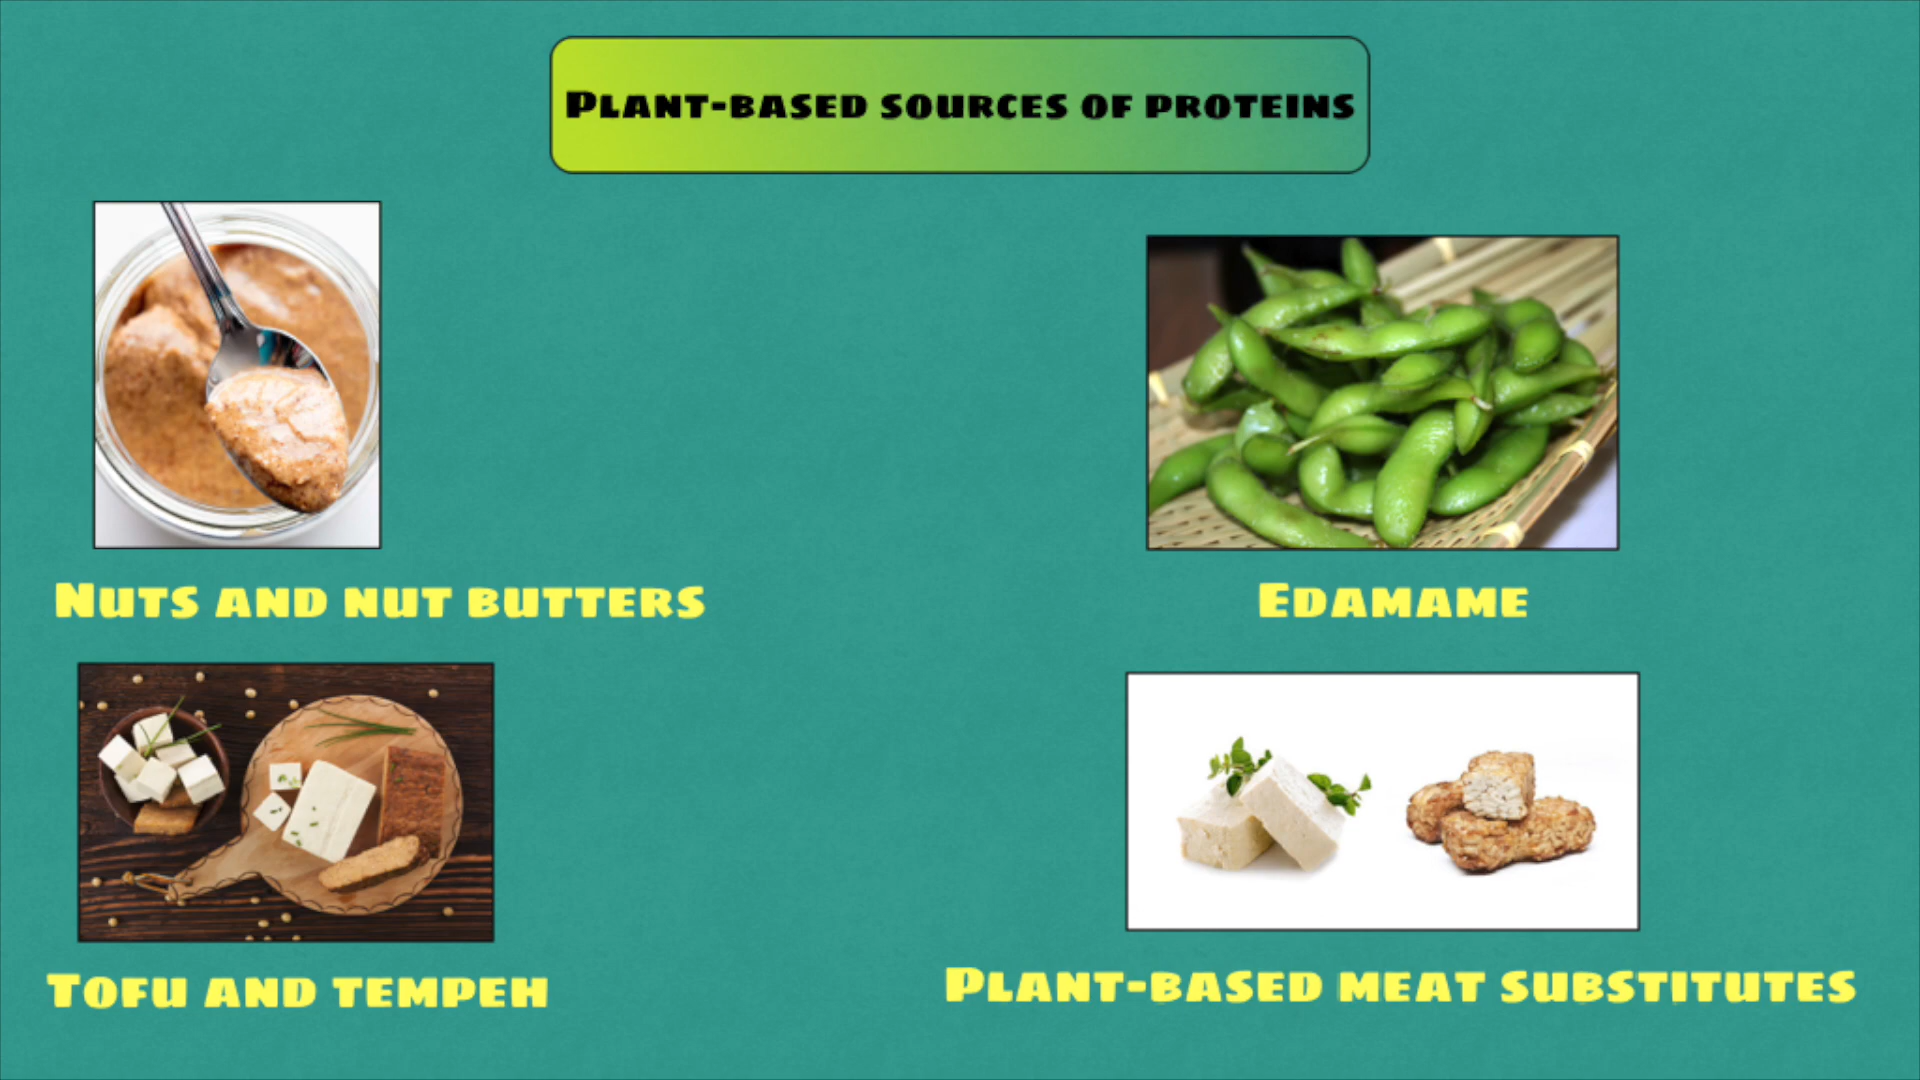 Plant-based sources of proteins
Nuts and nut butters
Edamame
Tofu and tempeh
Plant-based meat substitutes